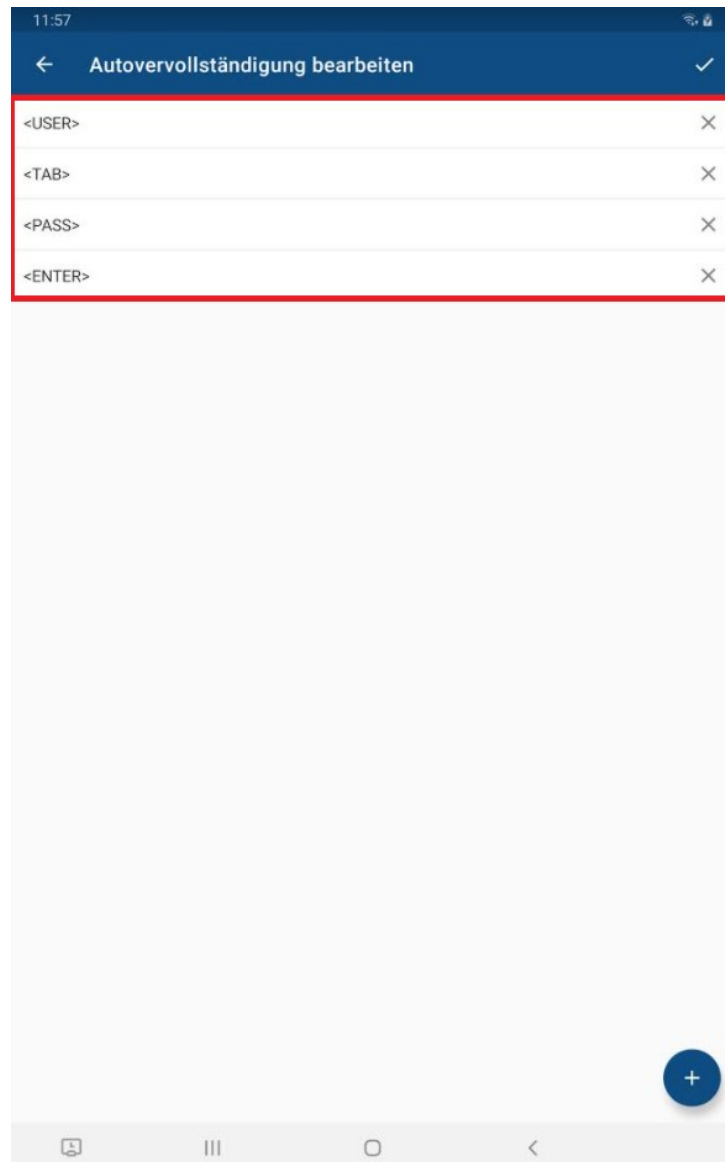 11:57
Autovervollständigung bearbeiten
<USER>
<TAB>
<PASS>
<ENTER>